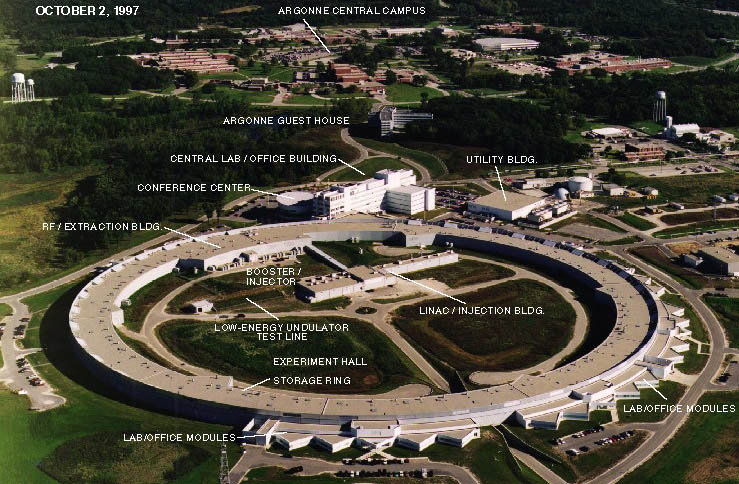 OCTOBER 2, 1997
ARGONNE CENTRAL CAMPUS
ARGONNE GUEST HOUSE
CENTRAL LAB / OFFICE BUILDING
UTILITY BLDG.
CONFERENCE CENTER
RF / EXTRACTION BLDG.
BOOSTER /
INJECTOR
LINAC / INJECTION BLDG.
LOW-ENERGY UNDULATOR
TEST LINE
EXPERIMENT HALL
STORAGE RING
LAB/OFFICE MODULES
LAB/OFFICE MODULES